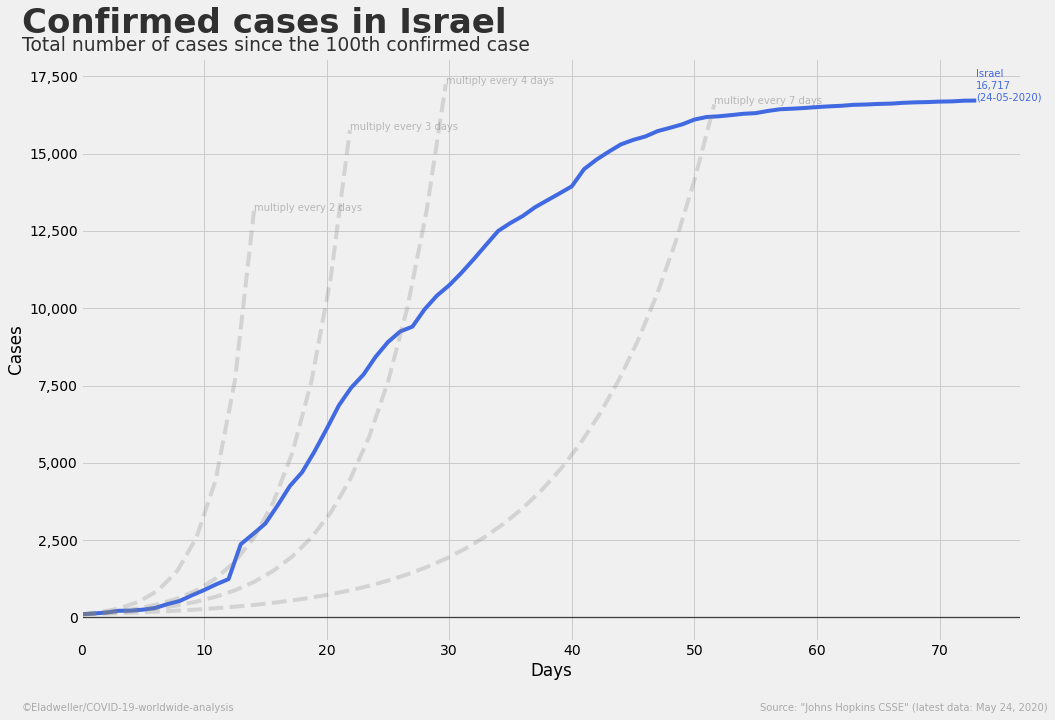 Confirmed cases in Israel
Total number of cases since the 100th confirmed case
17,500
15,000
12,500
10,000
7,500
5,000
2,500
0
Cases
multiply every 2 days
multiply every 3 days
multiply every 4 days
multiply every 7 days
Israel
16,717
(24-05-2020)
0 10 20 30 40 50 60 70
Days
©Eladweller/COVID-19-worldwide-analysis
Source: "Johns Hopkins CSSE" (latest data: May 24, 2020)